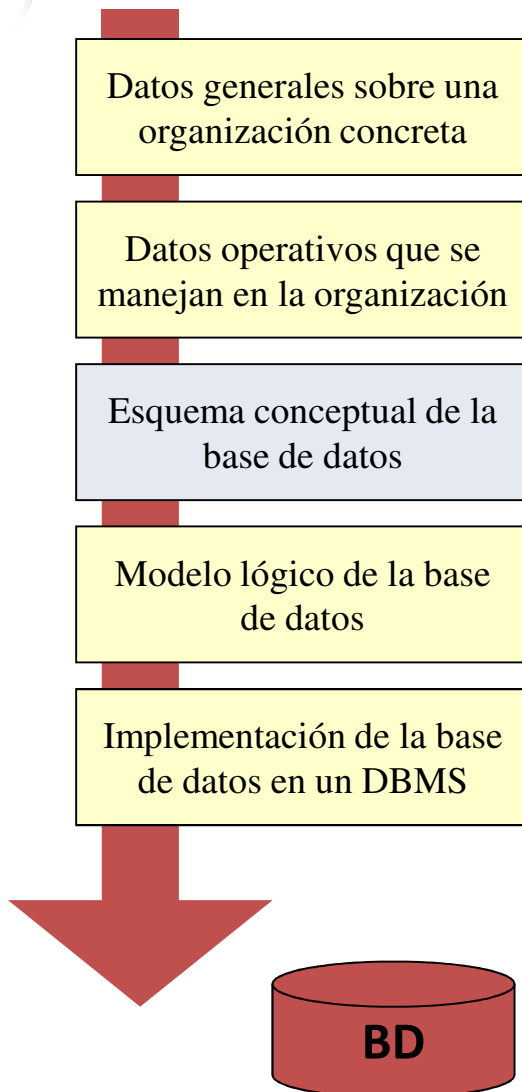 Datos generales sobre una
organización concreta
Datos operativos que se
manejan en la organización
Esquema conceptual de la
base de datos
Modelo lógico de la base
de datos
Implementación de la base
de datos en un DBMS
BD